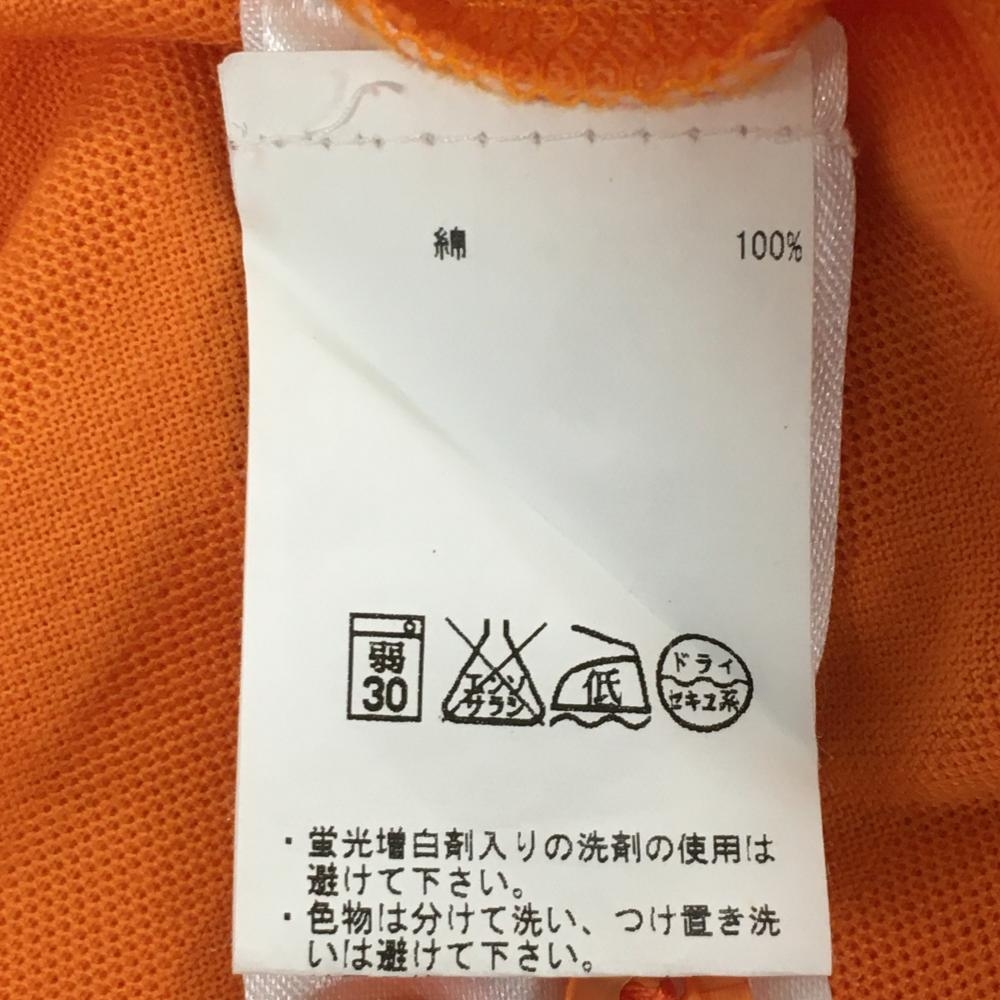 綿 100%
弱 30
エンソ サラシ
低
ドライ セキユ系
・蛍光増白剤入りの洗剤の使用は
避けて下さい。
・色物は分けて洗い、つけ置き洗
いは避けて下さい。